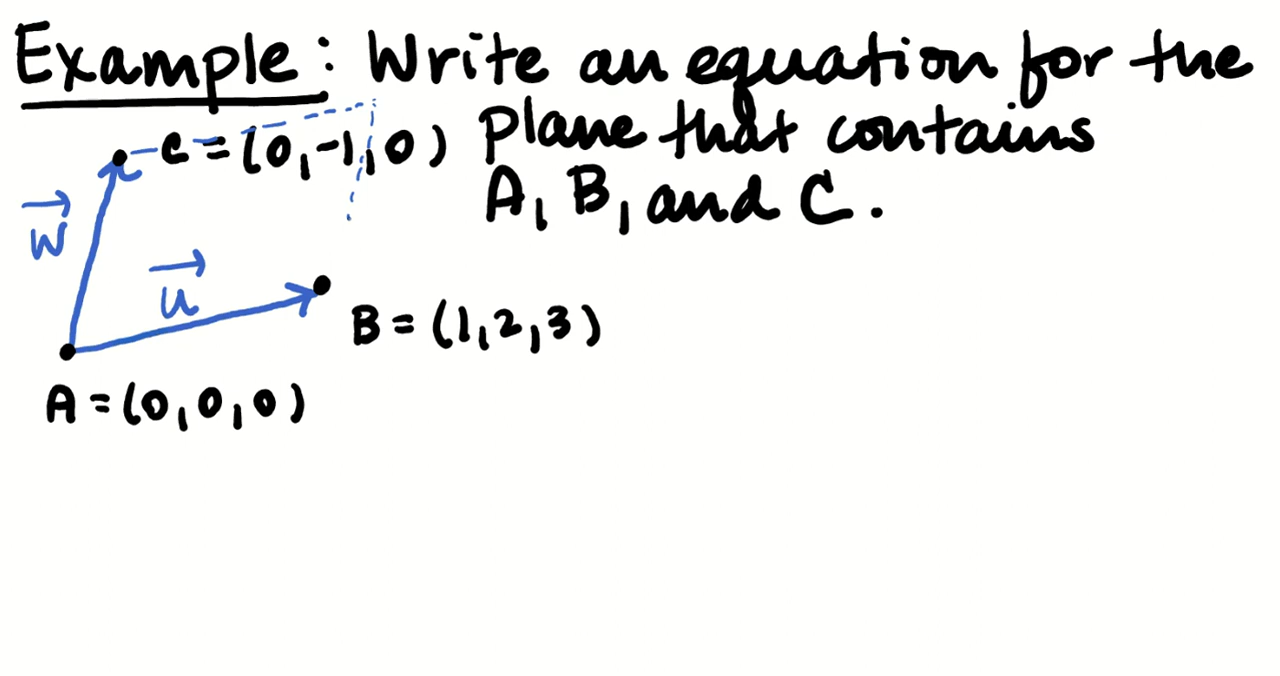 Example: Write an equation for the
C = (0,-1,0) plane that contains
A, B, and C.
w
u
B = (1,2,3)
A = (0,0,0)